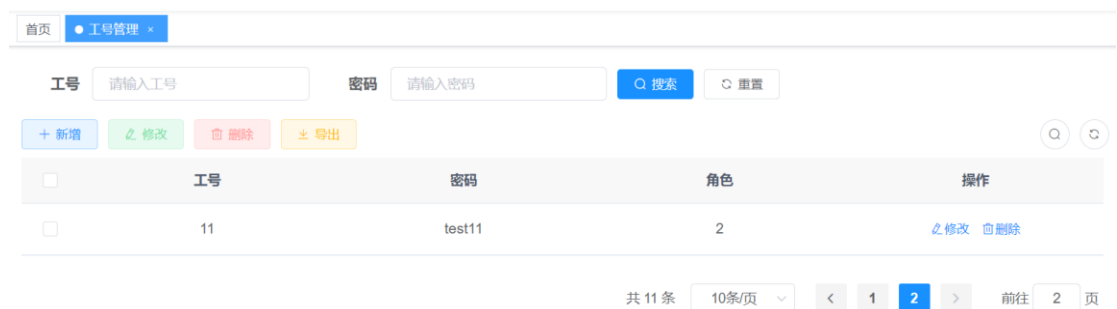 首页 工号管理 ×
工号 请输入工号 密码 请输入密码 搜索 重置
+ 新增 修改 删除 导出
工号 密码 角色 操作
11 test11 2 修改 删除
共 11 条 10条/页 < 1 2 > 前往 2 页